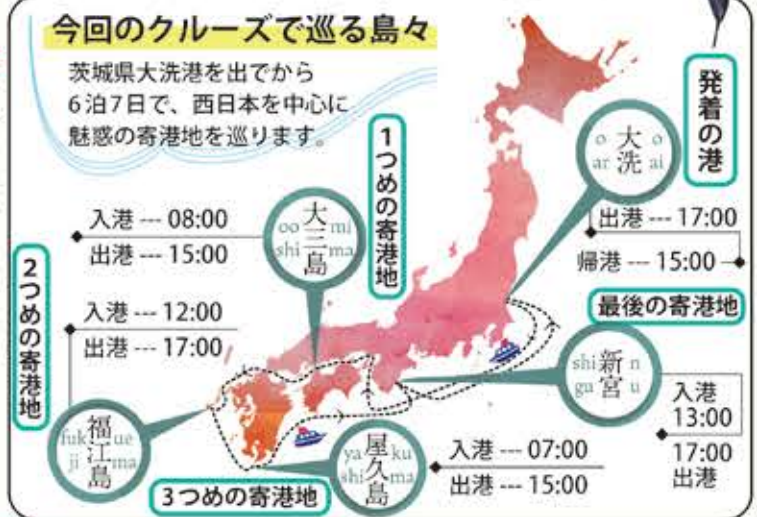 今回のクルーズで巡る島々
茨城県大洗港を出でから
6泊7日で、西日本を中心に
魅惑の寄港地を巡ります。
発着の港
大洗
o ar o ai
出港 --- 17:00
帰港 --- 15:00
1つめの寄港地
大三島
oo shi mi ma
入港 --- 08:00
出港 --- 15:00
2つめの寄港地
入港 --- 12:00
出港 --- 17:00
福江島
fuk ji ue ma
3つめの寄港地
屋久島
ya shi ku ma
入港 --- 07:00
出港 --- 15:00
最後の寄港地
新宮
shi gu n u
入港
13:00
17:00
出港